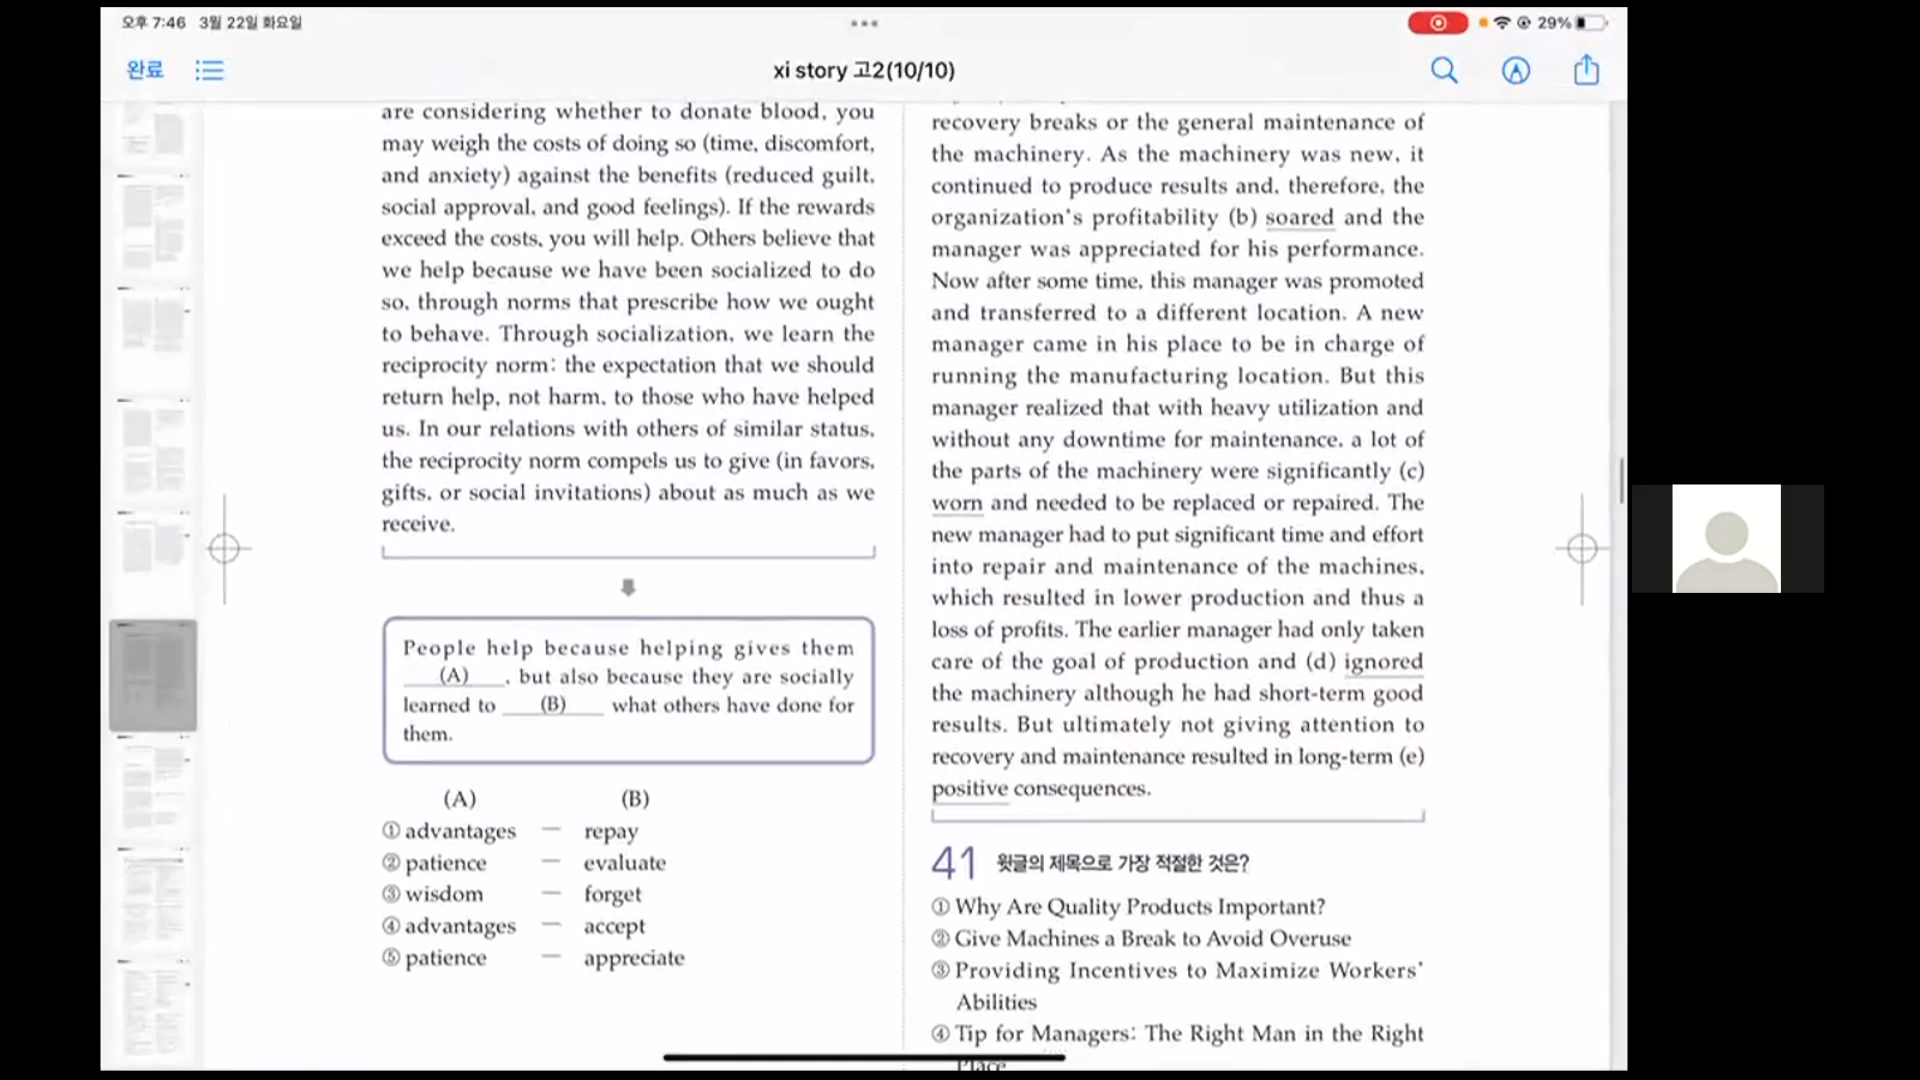 오후 7:46 3월 22일 화요일
29%
완료
xi story 고2(10/10)
are considering whether to donate blood, you
may weigh the costs of doing so (time, discomfort,
and anxiety) against the benefits (reduced guilt,
social approval, and good feelings). If the rewards
exceed the costs, you will help. Others believe that
we help because we have been socialized to do
so, through norms that prescribe how we ought
to behave. Through socialization, we learn the
reciprocity norm: the expectation that we should
return help, not harm, to those who have helped
us. In our relations with others of similar status,
the reciprocity norm compels us to give (in favors,
gifts, or social invitations) about as much as we
receive.
People help because helping gives them
(A), but also because they are socially
learned to (B) what others have done for
them.
(A) (B)
① advantages — repay
② patience — evaluate
③ wisdom — forget
④ advantages — accept
⑤ patience — appreciate
recovery breaks or the general maintenance of
the machinery. As the machinery was new, it
continued to produce results and, therefore, the
organization's profitability (b) soared and the
manager was appreciated for his performance.
Now after some time, this manager was promoted
and transferred to a different location. A new
manager came in his place to be in charge of
running the manufacturing location. But this
manager realized that with heavy utilization and
without any downtime for maintenance, a lot of
the parts of the machinery were significantly (c)
worn and needed to be replaced or repaired. The
new manager had to put significant time and effort
into repair and maintenance of the machines,
which resulted in lower production and thus a
loss of profits. The earlier manager had only taken
care of the goal of production and (d) ignored
the machinery although he had short-term good
results. But ultimately not giving attention to
recovery and maintenance resulted in long-term (e)
positive consequences.
41 윗글의 제목으로 가장 적절한 것은?
① Why Are Quality Products Important?
② Give Machines a Break to Avoid Overuse
③ Providing Incentives to Maximize Workers'
Abilities
④ Tip for Managers: The Right Man in the Right
Place